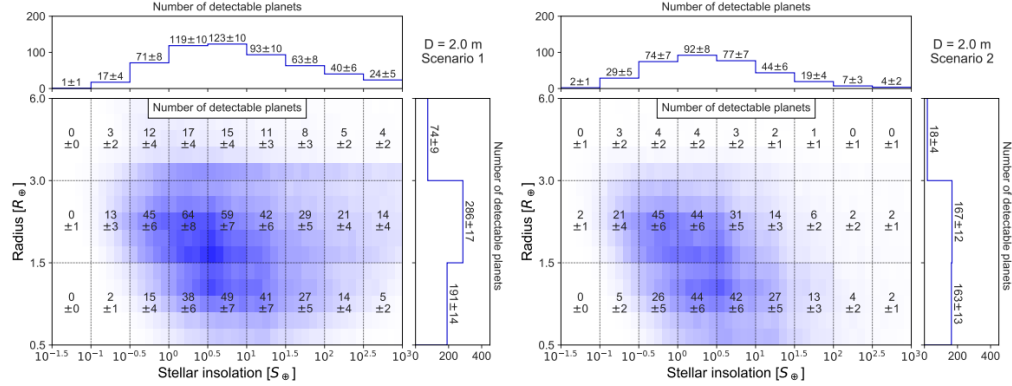 Number of detectable planets
200
100
0
1±1
17±4
71±8
119±10
123±10
93±10
63±8
40±6
24±5
D = 2.0 m
Scenario 1
Number of detectable planets
Radius [R⊕]
6.0
3.0
1.5
0.5
0 3 12 17 15 11 8 5 4
±0 ±2 ±4 ±4 ±4 ±3 ±3 ±2 ±2
0 13 45 64 59 42 29 21 14
±1 ±3 ±6 ±8 ±7 ±6 ±5 ±4 ±4
0 2 15 38 49 41 27 14 5
±0 ±1 ±4 ±6 ±7 ±7 ±5 ±4 ±2
10^−1.5 10^−1 10^−0.5 10^0 10^0.5 10^1 10^1.5 10^2 10^2.5 10^3
Stellar insolation [S⊕]
74±9
286±17
191±14
0 200 400
Number of detectable planets
Number of detectable planets
200
100
0
2±1
29±5
74±7
92±8
77±7
44±6
19±4
7±3
4±2
D = 2.0 m
Scenario 2
Number of detectable planets
Radius [R⊕]
6.0
3.0
1.5
0.5
0 3 4 4 3 2 1 0 0
±1 ±2 ±2 ±2 ±2 ±1 ±1 ±1 ±1
2 21 45 44 31 14 6 2 2
±1 ±4 ±6 ±6 ±5 ±3 ±2 ±2 ±1
0 5 26 44 42 27 13 4 2
±0 ±2 ±5 ±6 ±6 ±5 ±3 ±2 ±1
10^−1.5 10^−1 10^−0.5 10^0 10^0.5 10^1 10^1.5 10^2 10^2.5 10^3
Stellar insolation [S⊕]
18±4
167±12
163±13
0 200 400
Number of detectable planets